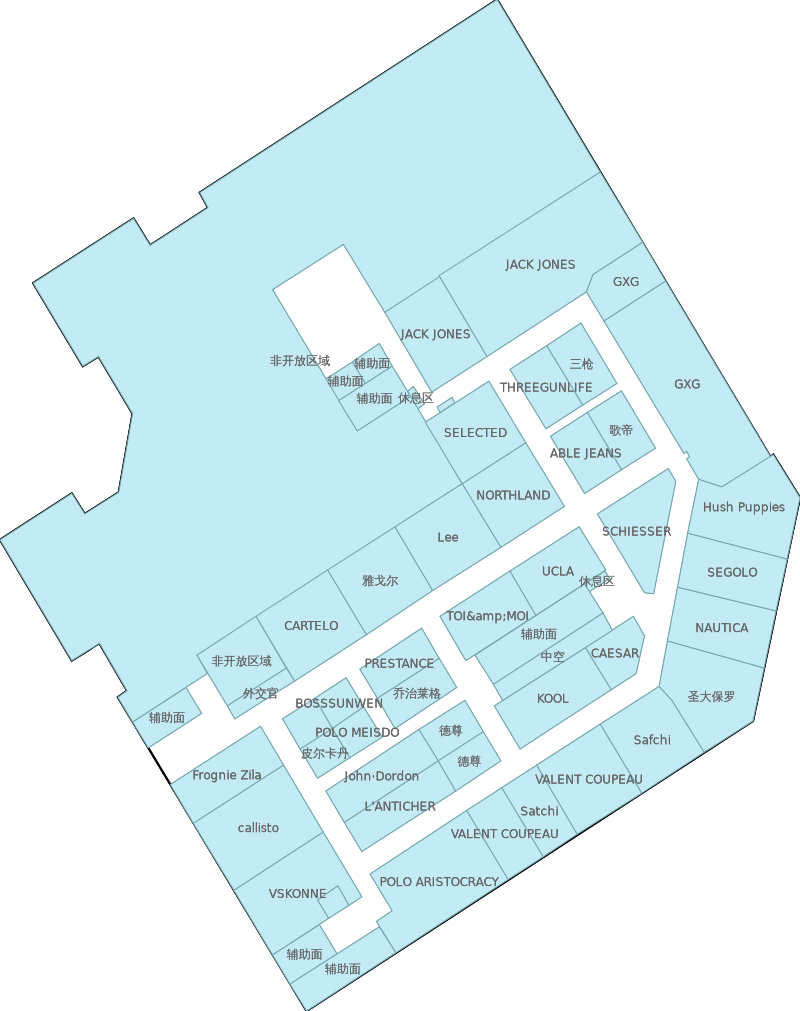 JACK JONES
GXG
JACK JONES
非开放区域
辅助面
三枪
辅助面
THREEGUNLIFE
GXG
辅助面
休息区
SELECTED
歌帝
ABLE JEANS
NORTHLAND
Hush Puppies
SCHIESSER
Lee
UCLA
SEGOLO
雅戈尔
休息区
TOI&amp;MOI
CARTELO
辅助面
NAUTICA
CAESAR
中空
非开放区域
PRESTANCE
外交官
乔治莱格
圣大保罗
KOOL
BOSSSUNWEN
辅助面
德尊
POLO MEISDO
Safchi
皮尔卡丹
德尊
Frognie Zila
John·Dordon
VALENT COUPEAU
L’ANTICHER
Satchi
callisto
VALENT COUPEAU
POLO ARISTOCRACY
VSKONNE
辅助面
辅助面